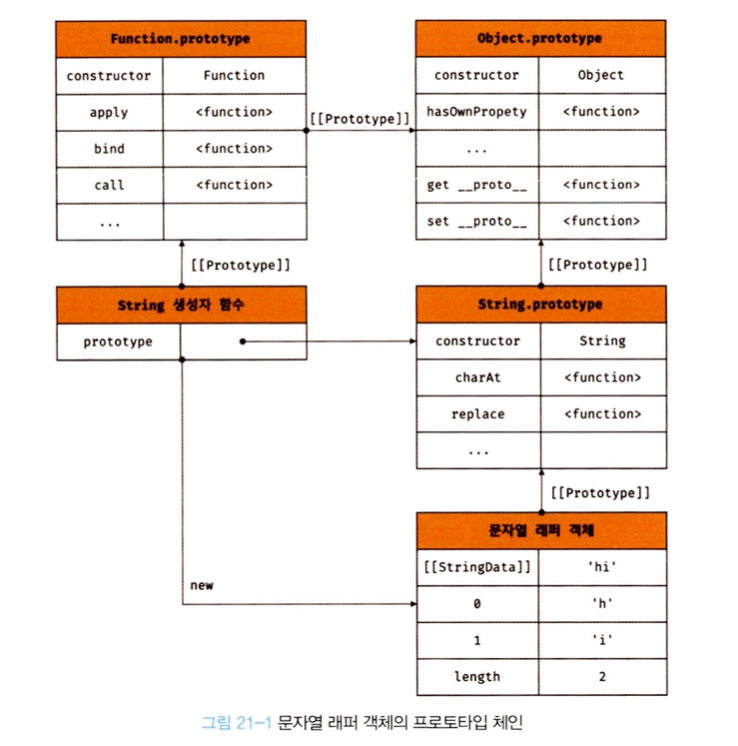 Function.prototype
constructor Function
apply <function>
bind <function>
call <function>
...
[[Prototype]]
Object.prototype
constructor Object
hasOwnPropety <function>
...
get __proto__ <function>
set __proto__ <function>
[[Prototype]]
[[Prototype]]
String 생성자 함수
prototype
String.prototype
constructor String
charAt <function>
replace <function>
...
[[Prototype]]
new
문자열 래퍼 객체
[[StringData]] 'hi'
0 'h'
1 'i'
length 2
그림 21-1 문자열 래퍼 객체의 프로토타입 체인